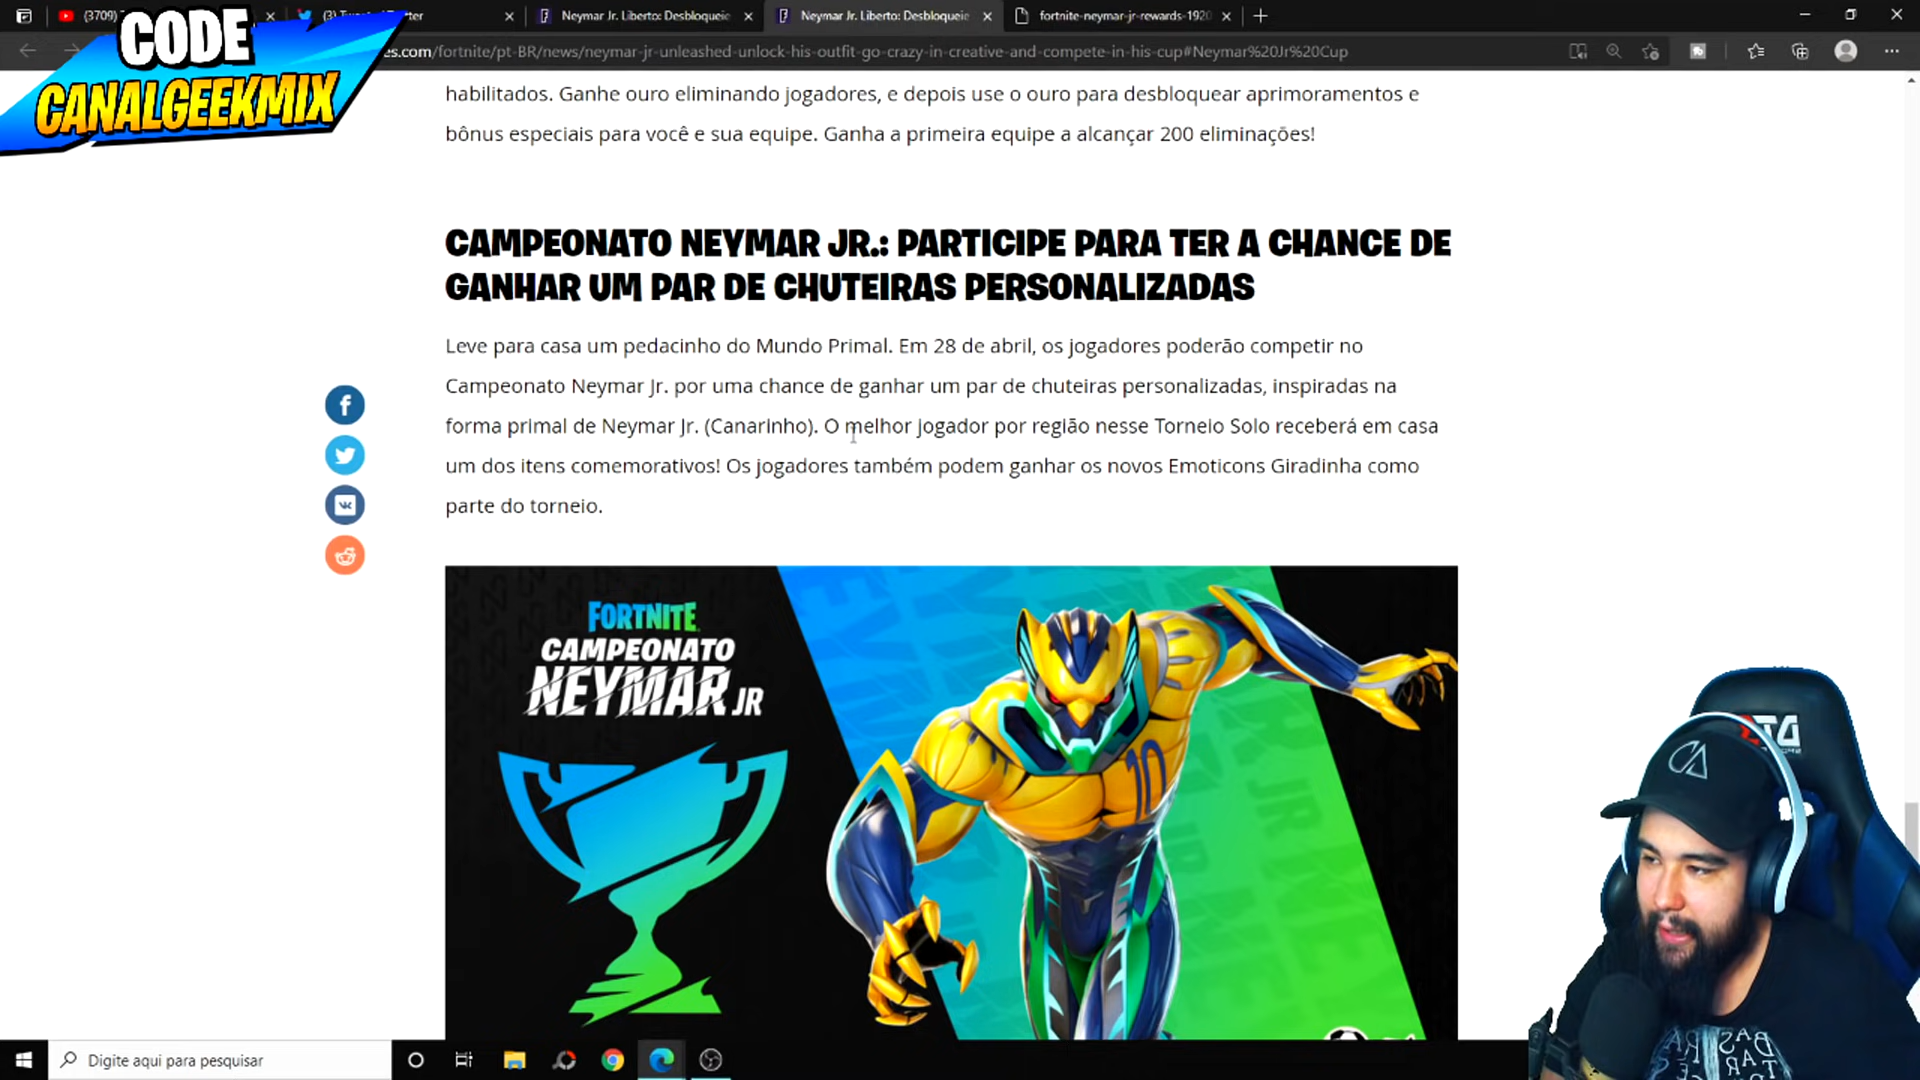 CODE
CANALGEEKMIX
(3709)
Neymar Jr. Liberto: Desbloqueie
Neymar Jr. Liberto: Desbloqueie
fortnite-neymar-jr-rewards-1920
es.com/fortnite/pt-BR/news/neymar-jr-unleashed-unlock-his-outfit-go-crazy-in-creative-and-compete-in-his-cup#Neymar%20Jr%20Cup
habilitados. Ganhe ouro eliminando jogadores, e depois use o ouro para desbloquear aprimoramentos e
bônus especiais para você e sua equipe. Ganha a primeira equipe a alcançar 200 eliminações!
CAMPEONATO NEYMAR JR.: PARTICIPE PARA TER A CHANCE DE
GANHAR UM PAR DE CHUTEIRAS PERSONALIZADAS
Leve para casa um pedacinho do Mundo Primal. Em 28 de abril, os jogadores poderão competir no
Campeonato Neymar Jr. por uma chance de ganhar um par de chuteiras personalizadas, inspiradas na
forma primal de Neymar Jr. (Canarinho). O melhor jogador por região nesse Torneio Solo receberá em casa
um dos itens comemorativos! Os jogadores também podem ganhar os novos Emoticons Giradinha como
parte do torneio.
FORTNITE
CAMPEONATO
NEYMAR JR
10
Digite aqui para pesquisar